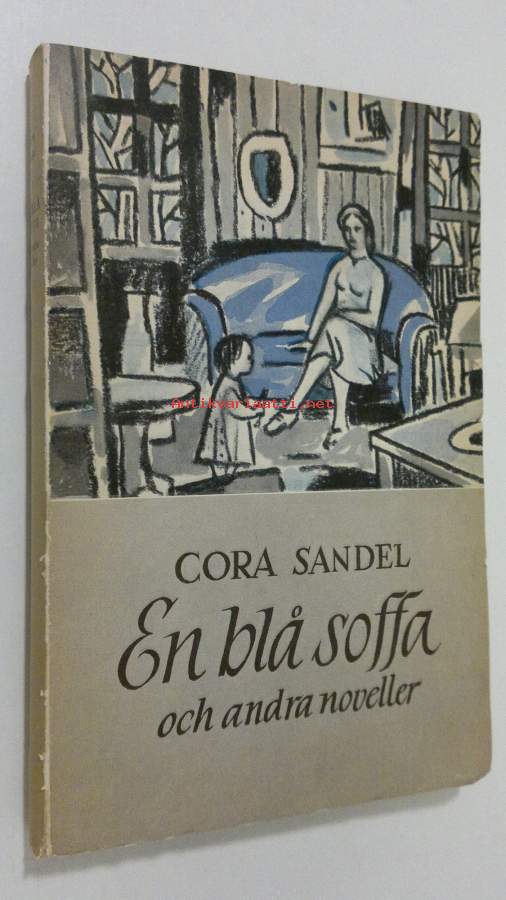 Antikvariaatti.net
CORA SANDEL
En blå soffa
och andra noveller